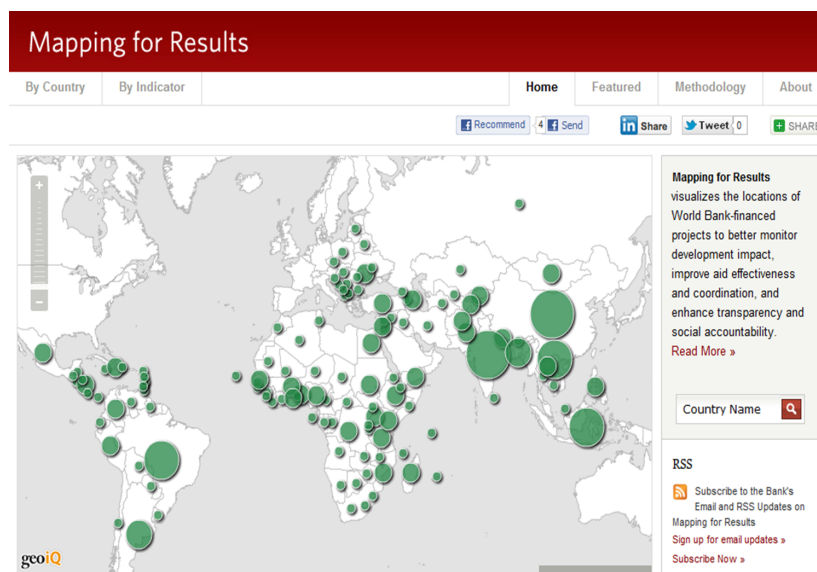 Mapping for Results
By Country
By Indicator
Home
Featured
Methodology
About
Recommend
4
Send
in Share
Tweet
0
SHARE
+
−
Mapping for Results
visualizes the locations of
World Bank-financed
projects to better monitor
development impact,
improve aid effectiveness
and coordination, and
enhance transparency and
social accountability.
Read More »
Country Name
RSS
Subscribe to the Bank's
Email and RSS Updates on
Mapping for Results
Sign up for email updates »
Subscribe Now »
geoiQ